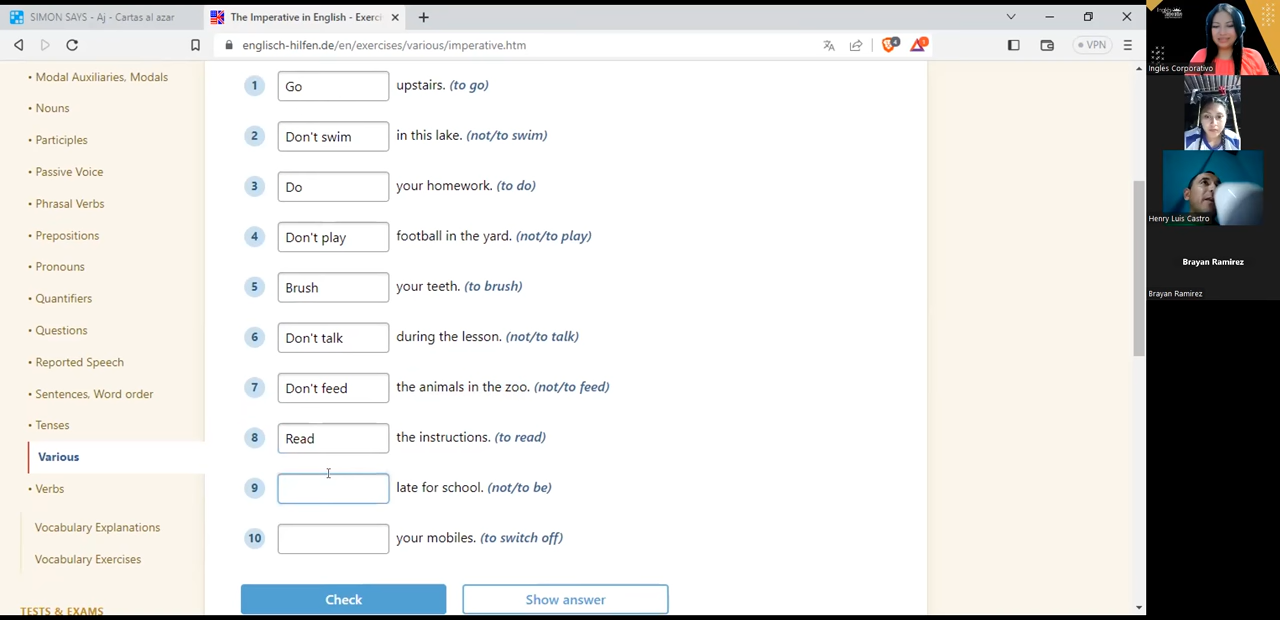 SIMON SAYS - Aj - Cartas al azar
The Imperative in English - Exerci
englisch-hilfen.de/en/exercises/various/imperative.htm
VPN
• Modal Auxiliaries, Modals
• Nouns
• Participles
• Passive Voice
• Phrasal Verbs
• Prepositions
• Pronouns
• Quantifiers
• Questions
• Reported Speech
• Sentences, Word order
• Tenses
Various
• Verbs
Vocabulary Explanations
Vocabulary Exercises
TESTS & EXAMS
1 Go upstairs. (to go)
2 Don't swim in this lake. (not/to swim)
3 Do your homework. (to do)
4 Don't play football in the yard. (not/to play)
5 Brush your teeth. (to brush)
6 Don't talk during the lesson. (not/to talk)
7 Don't feed the animals in the zoo. (not/to feed)
8 Read the instructions. (to read)
9 late for school. (not/to be)
10 your mobiles. (to switch off)
Check
Show answer
Ingles Corporativo
Henry Luis Castro
Brayan Ramirez
Brayan Ramirez